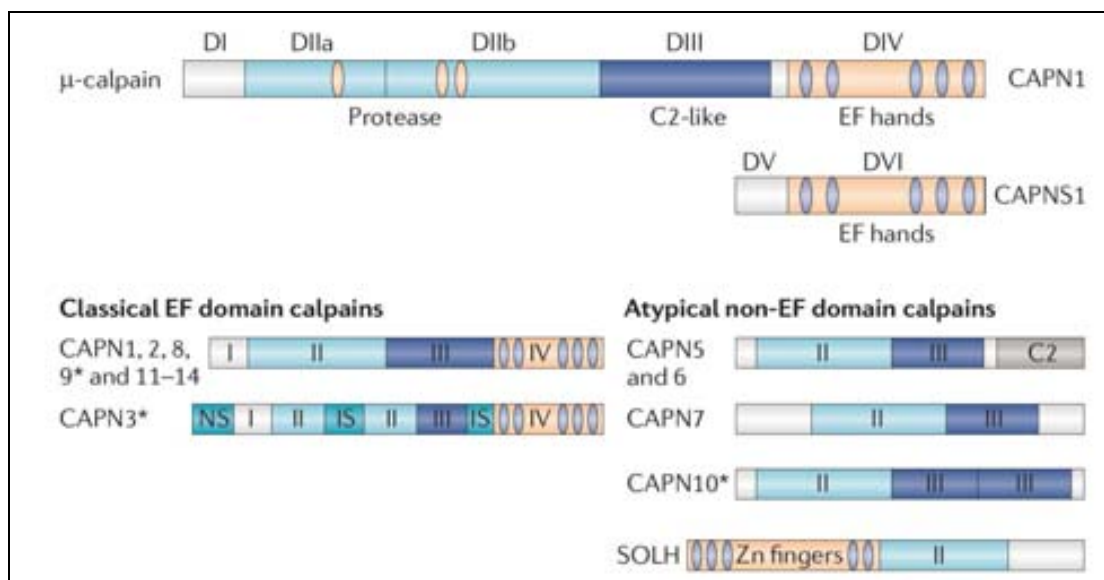 DI DIIa DIIb DIII DIV
μ-calpain CAPN1
Protease C2-like EF hands
DV DVI
CAPNS1
EF hands
Classical EF domain calpains
CAPN1, 2, 8,
9* and 11–14
I II III IV
CAPN3*
NS I II IS II III IS IV
Atypical non-EF domain calpains
CAPN5
and 6
II III C2
CAPN7
II III
CAPN10*
II III III
SOLH Zn fingers II